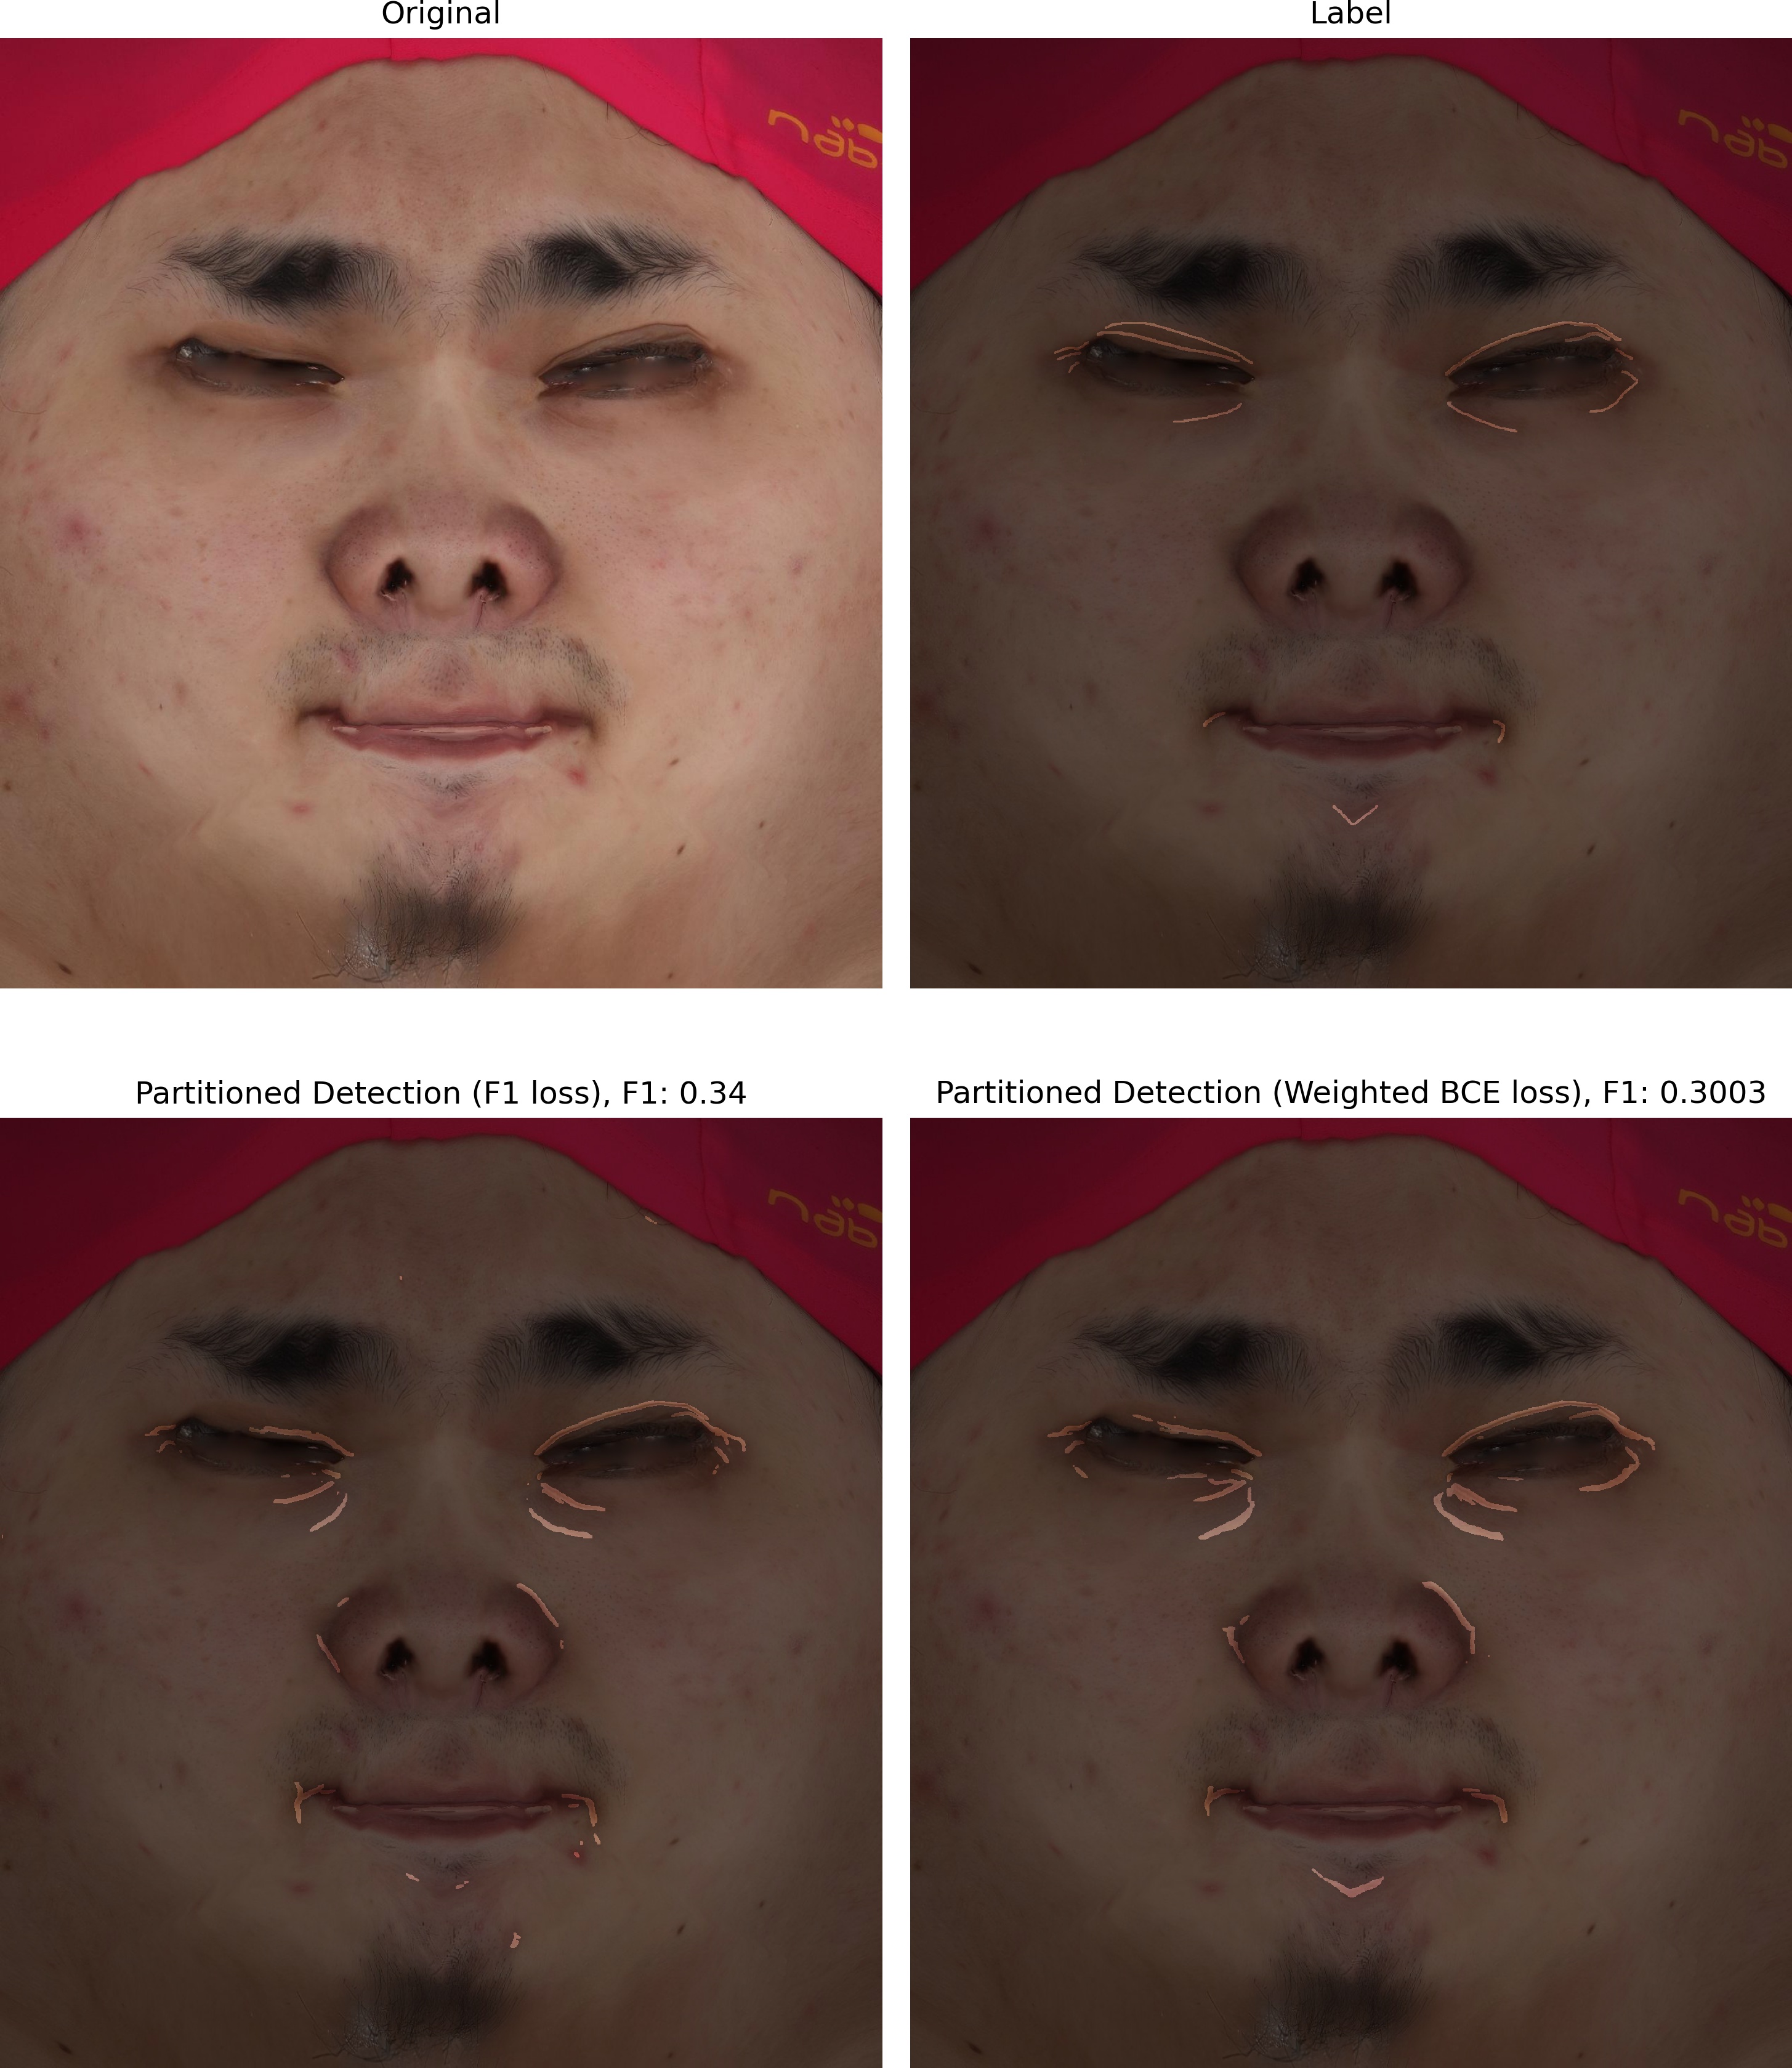 Original
Label
Partitioned Detection (F1 loss), F1: 0.34
Partitioned Detection (Weighted BCE loss), F1: 0.3003